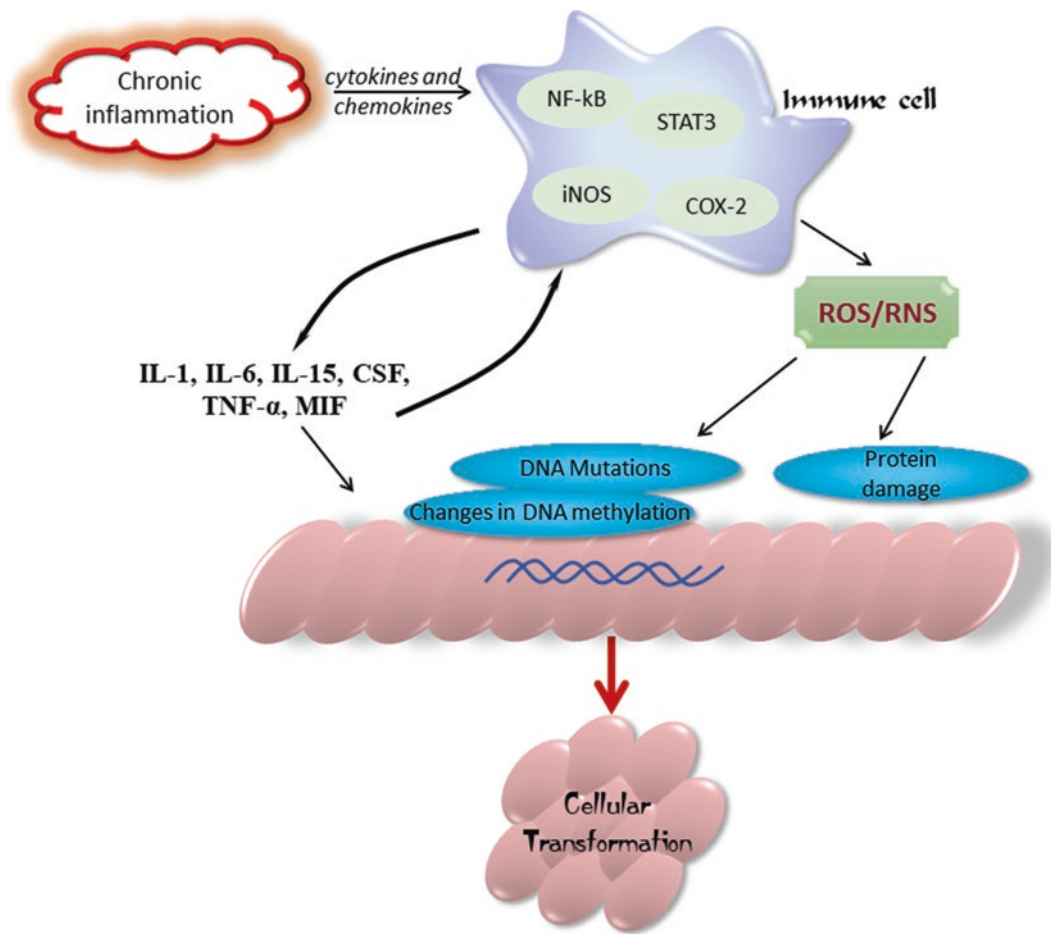 Chronic
inflammation
cytokines and
chemokines
NF-kB
STAT3
Immune cell
iNOS
COX-2
ROS/RNS
IL-1, IL-6, IL-15, CSF,
TNF-α, MIF
DNA Mutations
Protein
damage
Changes in DNA methylation
Cellular
Transformation